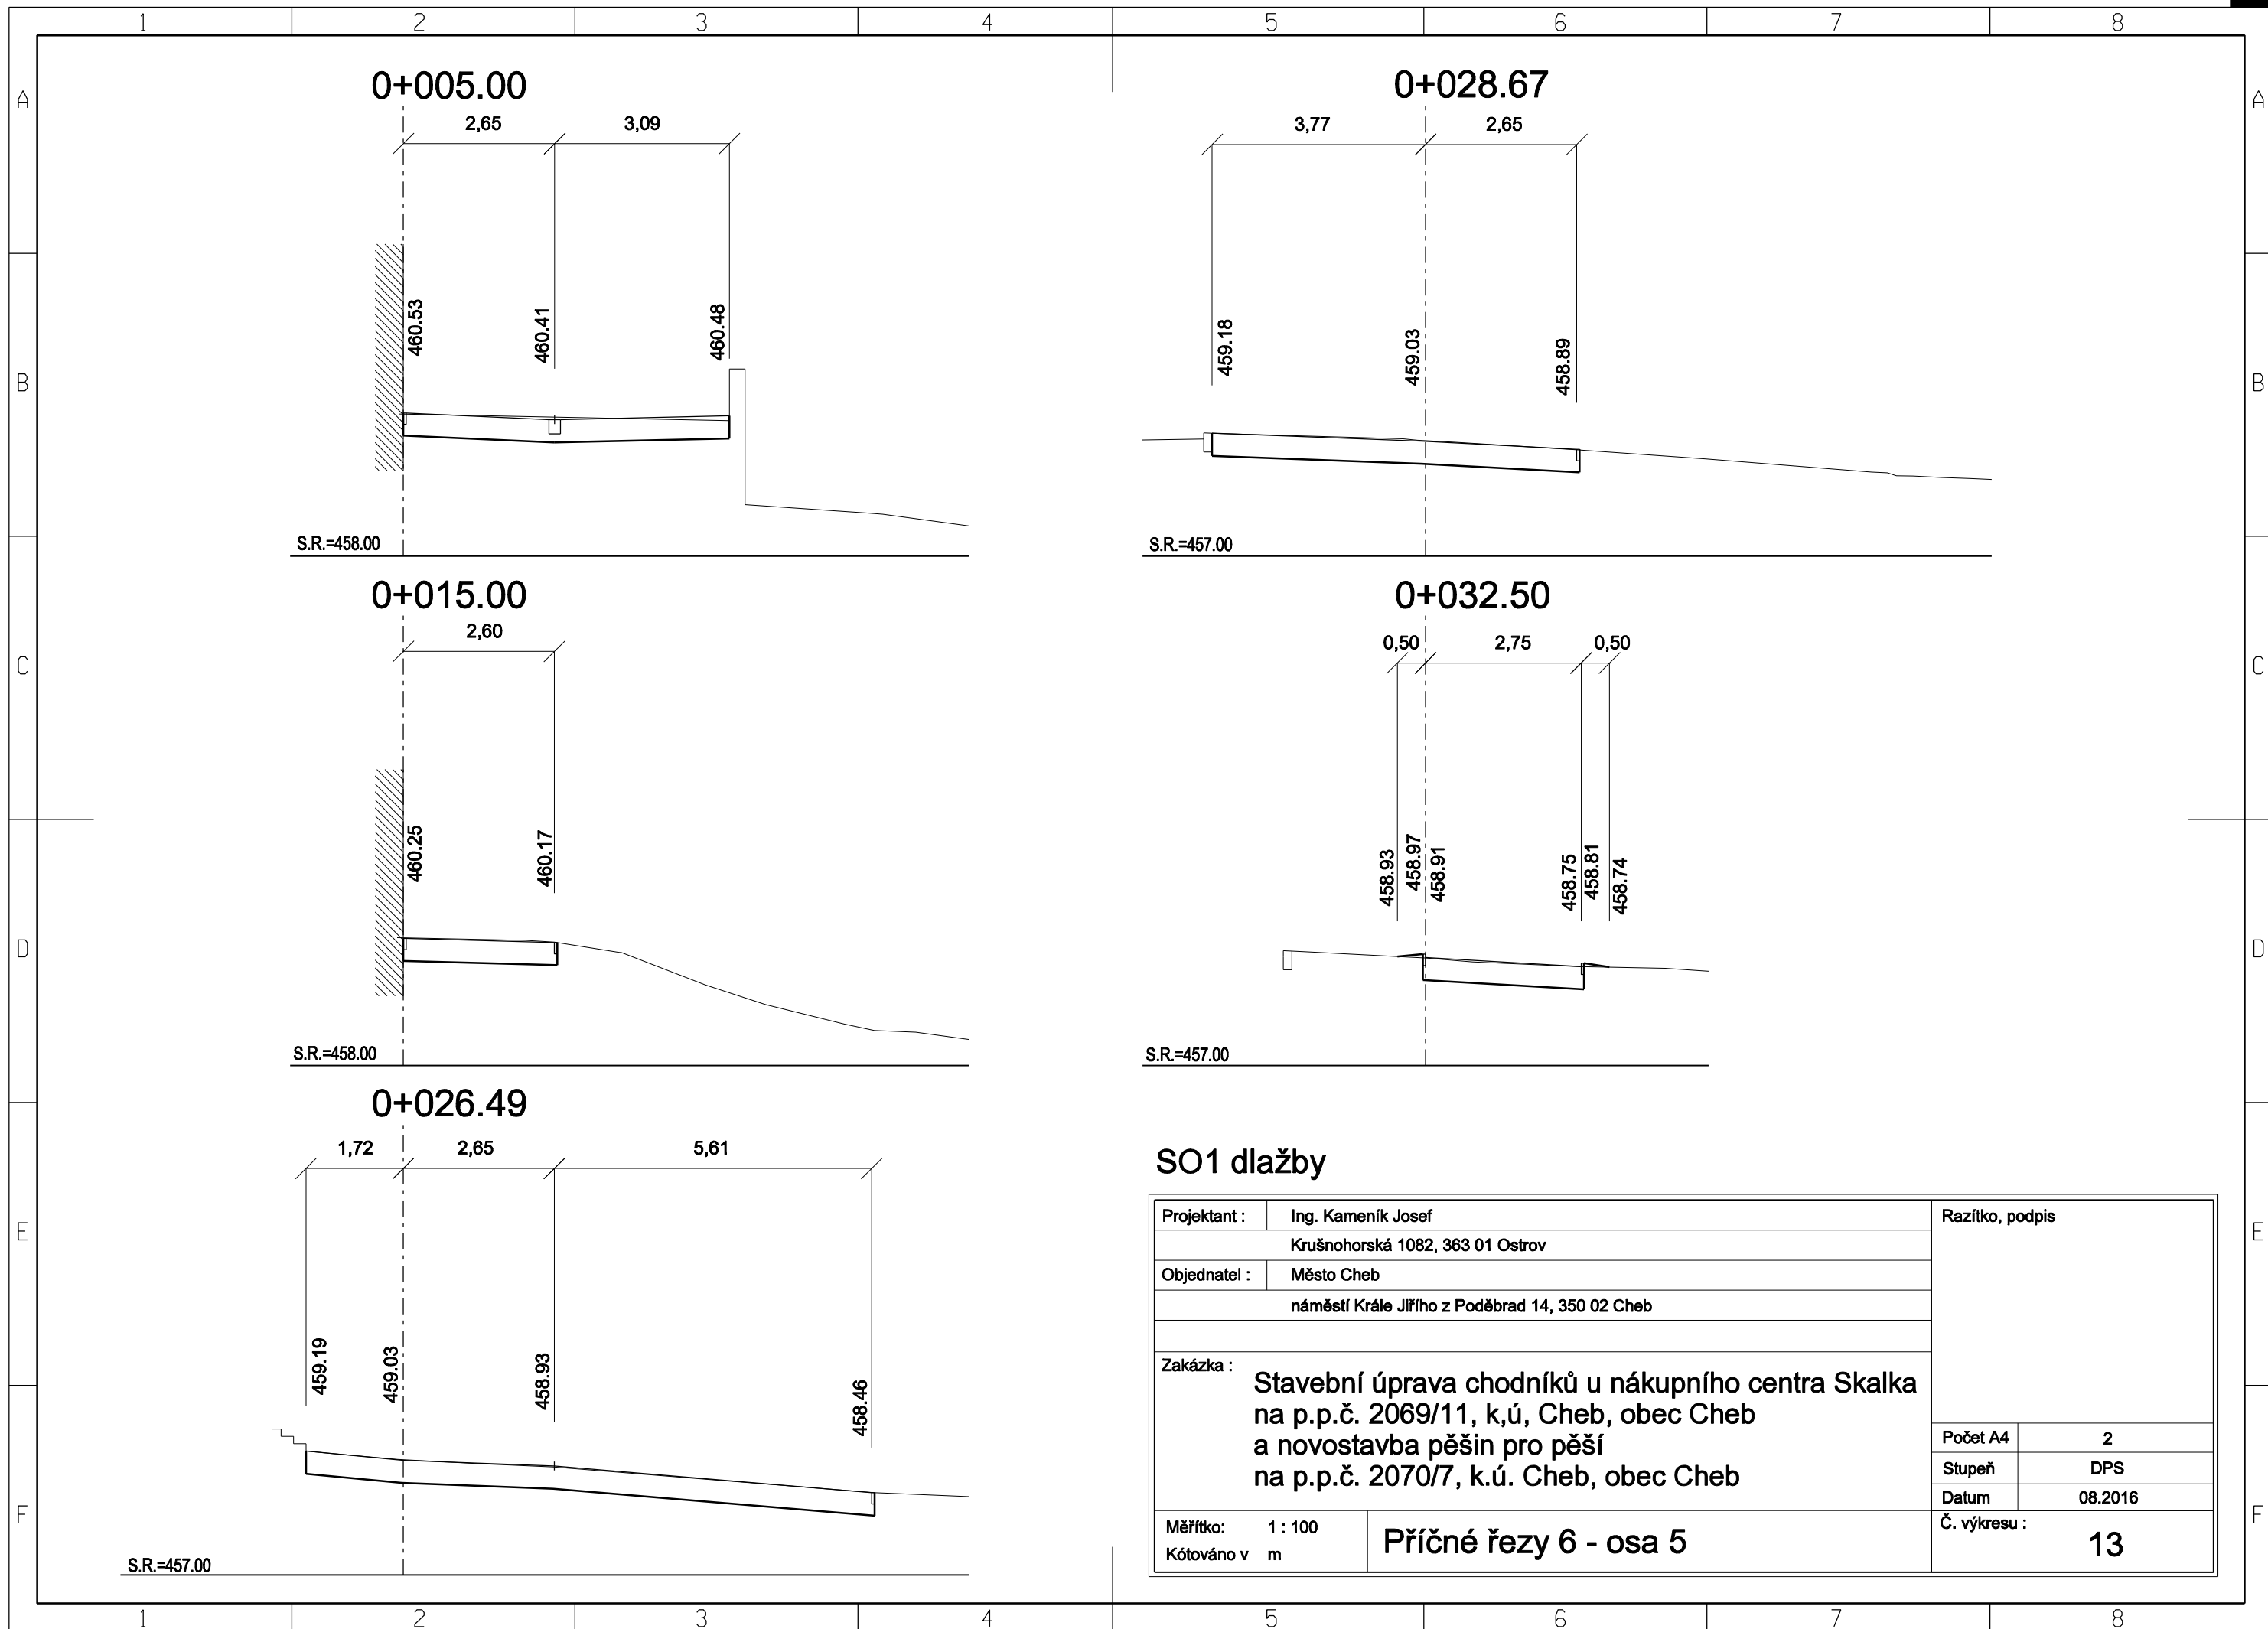 1 2 3 4 5 6 7 8
A A
B B
C C
D D
E E
F F
0+005.00
2,65 3,09
460.53 460.41 460.48
S.R.=458.00
0+028.67
3,77 2,65
459.18 459.03 458.89
S.R.=457.00
0+015.00
2,60
460.25 460.17
S.R.=458.00
0+032.50
0,50 2,75 0,50
458.93 458.97 458.91 458.75 458.81 458.74
S.R.=457.00
0+026.49
1,72 2,65 5,61
459.19 459.03 458.93 458.46
S.R.=457.00
SO1 dlažby
Projektant : Ing. Kameník Josef
Krušnohorská 1082, 363 01 Ostrov
Objednatel : Město Cheb
náměstí Krále Jiřího z Poděbrad 14, 350 02 Cheb
Zakázka :
Stavební úprava chodníků u nákupního centra Skalka
na p.p.č. 2069/11, k,ú, Cheb, obec Cheb
a novostavba pěšin pro pěší
na p.p.č. 2070/7, k.ú. Cheb, obec Cheb
Měřítko: 1 : 100
Kótováno v m
Příčné řezy 6 - osa 5
Razítko, podpis
Počet A4 2
Stupeň DPS
Datum 08.2016
Č. výkresu :
13
1 2 3 4 5 6 7 8